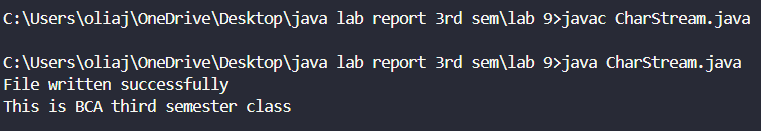 C:\Users\oliaj\OneDrive\Desktop\java lab report 3rd sem\lab 9>javac CharStream.java
C:\Users\oliaj\OneDrive\Desktop\java lab report 3rd sem\lab 9>java CharStream.java
File written successfully
This is BCA third semester class